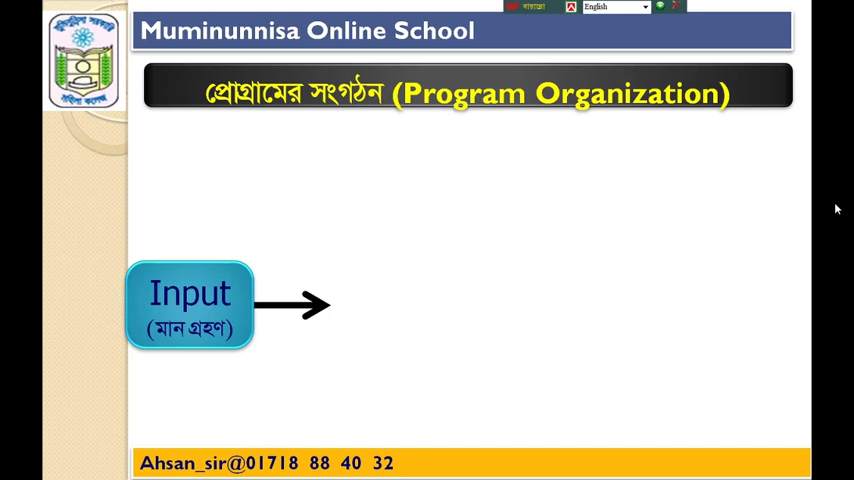 বাংলা
English
Muminunnisa Online School
প্রোগ্রামের সংগঠন (Program Organization)
Input
(মান গ্রহণ)
Ahsan_sir@01718 88 40 32